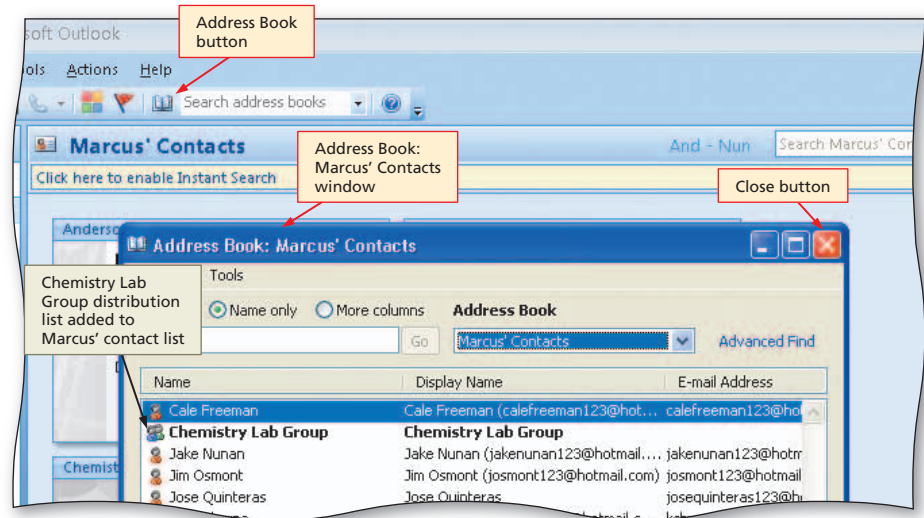 Address Book
button
soft Outlook
ols Actions Help
Search address books
Marcus' Contacts
And - Nun
Search Marcus' Cor
Address Book:
Marcus' Contacts
window
Click here to enable Instant Search
Close button
Anderso
Address Book: Marcus' Contacts
Chemistry Lab
Group distribution
list added to
Marcus' contact list
Tools
Name only More columns Address Book
Go Marcus' Contacts Advanced Find
Name Display Name E-mail Address
Cale Freeman Cale Freeman (calefreeman123@hot... calefreeman123@ho
Chemistry Lab Group Chemistry Lab Group
Jake Nunan Jake Nunan (jakenunan123@hotmail.... jakenunan123@hotm
Chemist
Jim Osmont Jim Osmont (josmont123@hotmail.com) josmont123@hotmail
Jose Quinteras Jose Quinteras josequinteras123@h